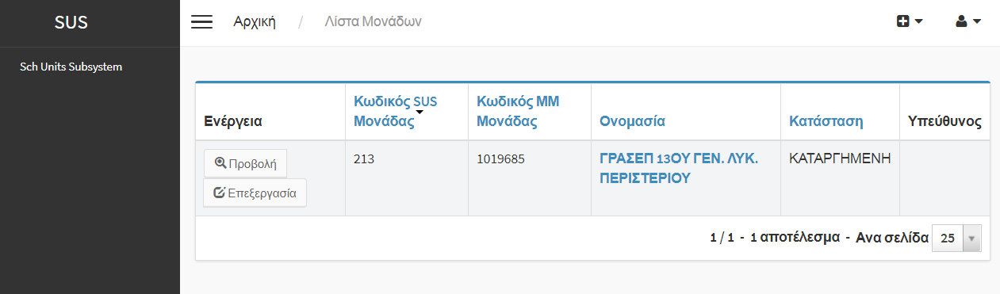 SUS
Αρχική / Λίστα Μονάδων
Sch Units Subsystem
Ενέργεια
Κωδικός SUS
Μονάδας
Κωδικός ΜΜ
Μονάδας
Ονομασία
Κατάσταση
Υπεύθυνος
Προβολή
Επεξεργασία
213
1019685
ΓΡΑΣΕΠ 13ΟΥ ΓΕΝ. ΛΥΚ.
ΠΕΡΙΣΤΕΡΙΟΥ
ΚΑΤΑΡΓΗΜΕΝΗ
1 / 1 - 1 αποτέλεσμα - Ανα σελίδα 25